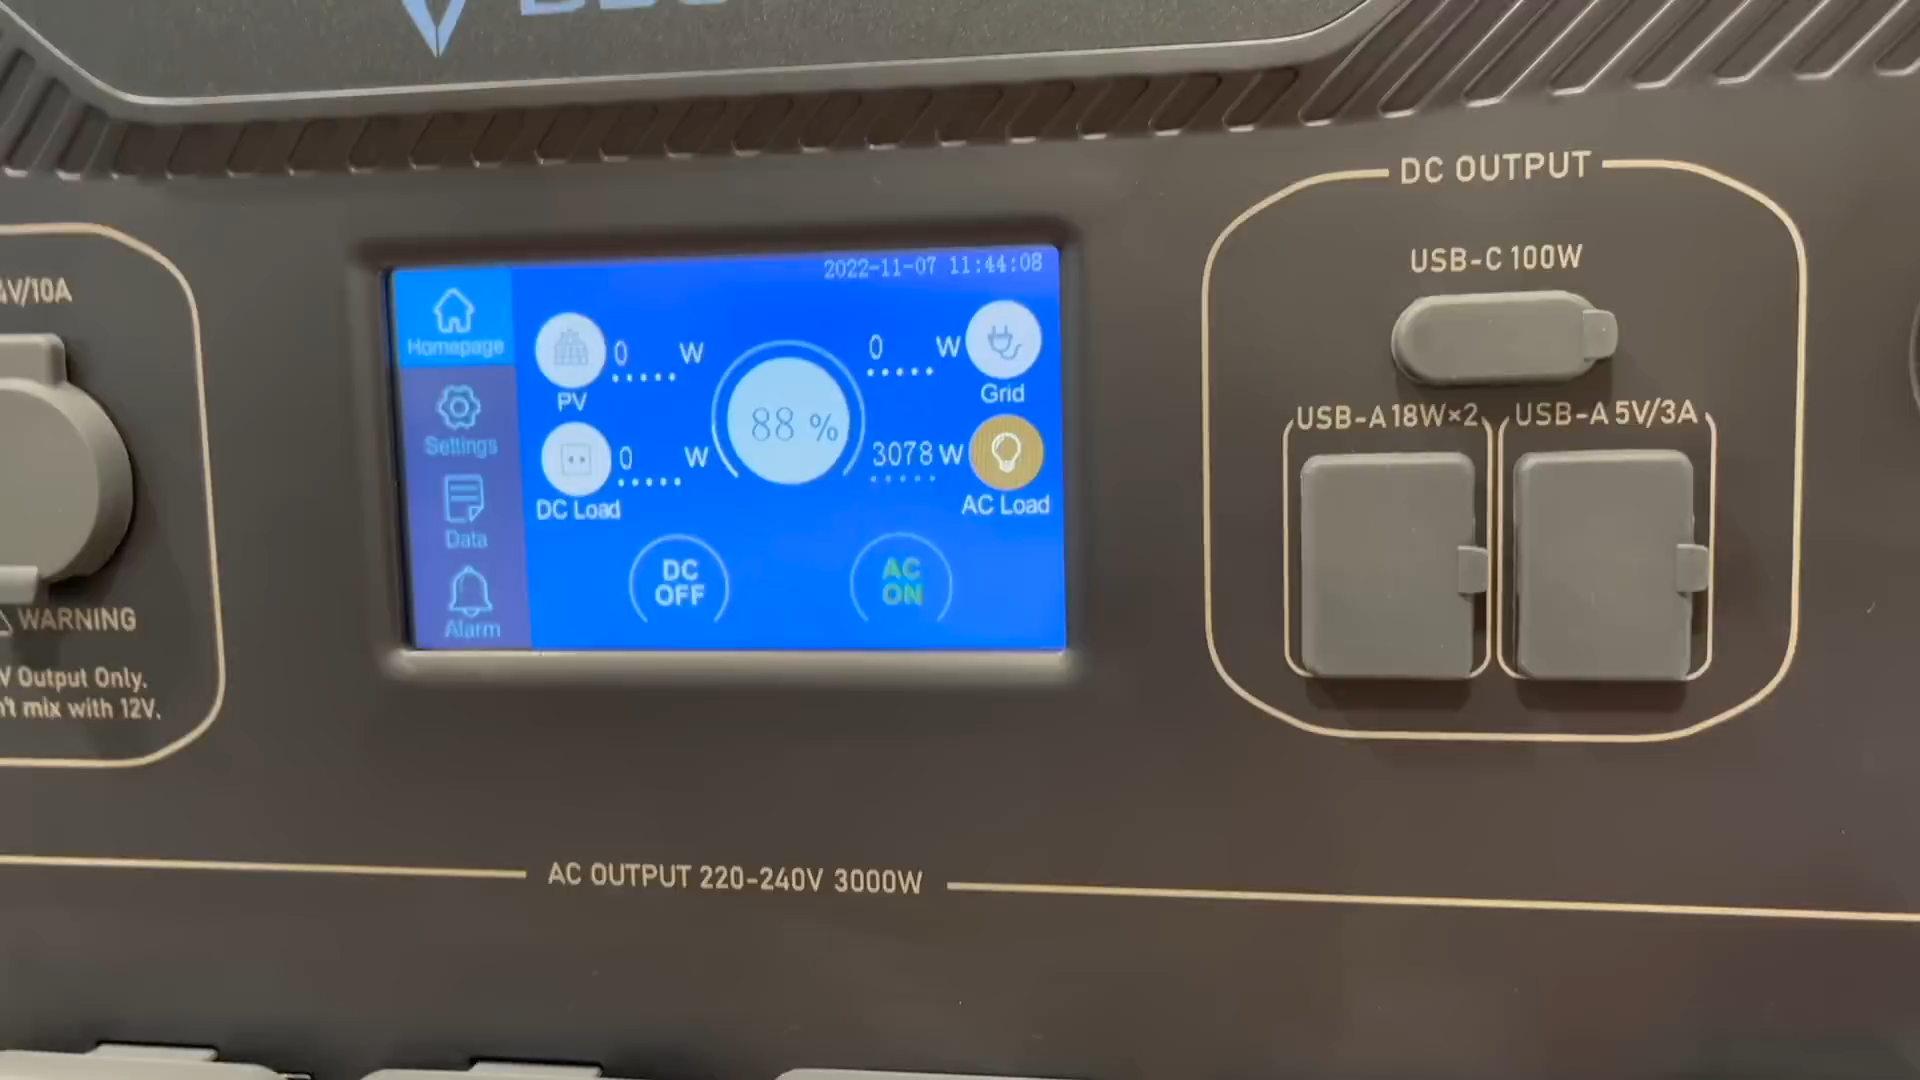 DC OUTPUT
USB-C 100W
USB-A 18W×2
USB-A 5V/3A
V/10A
WARNING
V Output Only.
't mix with 12V.
2022-11-07 11:44:08
Homepage
Settings
Data
Alarm
0 W
PV
0 W
Grid
88 %
0 W
DC Load
3078 W
AC Load
DC
OFF
AC
ON
AC OUTPUT 220-240V 3000W